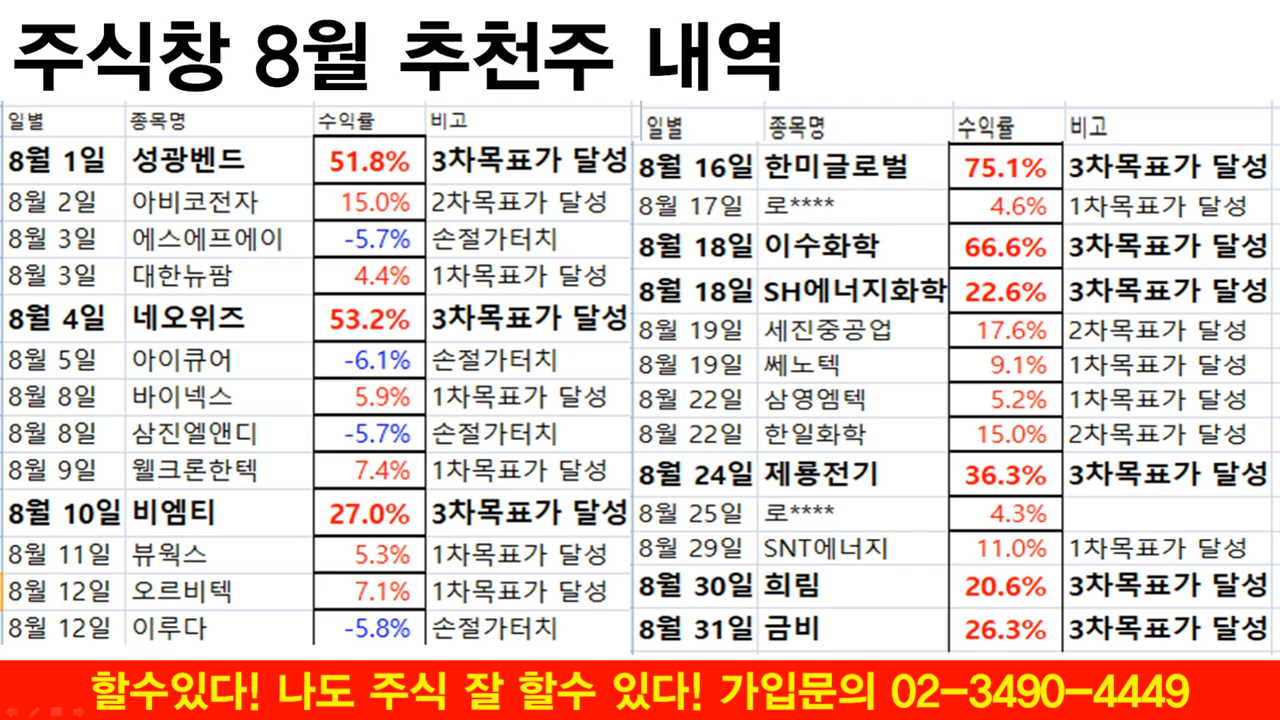 주식창 8월 추천주 내역
일별 종목명 수익률 비고
8월 1일 성광벤드 51.8% 3차목표가 달성
8월 2일 아비코전자 15.0% 2차목표가 달성
8월 3일 에스에프에이 -5.7% 손절가터치
8월 3일 대한뉴팜 4.4% 1차목표가 달성
8월 4일 네오위즈 53.2% 3차목표가 달성
8월 5일 아이큐어 -6.1% 손절가터치
8월 8일 바이넥스 5.9% 1차목표가 달성
8월 8일 삼진엘앤디 -5.7% 손절가터치
8월 9일 웰크론한텍 7.4% 1차목표가 달성
8월 10일 비엠티 27.0% 3차목표가 달성
8월 11일 뷰웍스 5.3% 1차목표가 달성
8월 12일 오르비텍 7.1% 1차목표가 달성
8월 12일 이루다 -5.8% 손절가터치
일별 종목명 수익률 비고
8월 16일 한미글로벌 75.1% 3차목표가 달성
8월 17일 로**** 4.6% 1차목표가 달성
8월 18일 이수화학 66.6% 3차목표가 달성
8월 18일 SH에너지화학 22.6% 3차목표가 달성
8월 19일 세진중공업 17.6% 2차목표가 달성
8월 19일 쎄노텍 9.1% 1차목표가 달성
8월 22일 삼영엠텍 5.2% 1차목표가 달성
8월 22일 한일화학 15.0% 2차목표가 달성
8월 24일 제룡전기 36.3% 3차목표가 달성
8월 25일 로**** 4.3%
8월 29일 SNT에너지 11.0% 1차목표가 달성
8월 30일 희림 20.6% 3차목표가 달성
8월 31일 금비 26.3% 3차목표가 달성
할수있다! 나도 주식 잘 할수 있다! 가입문의 02-3490-4449